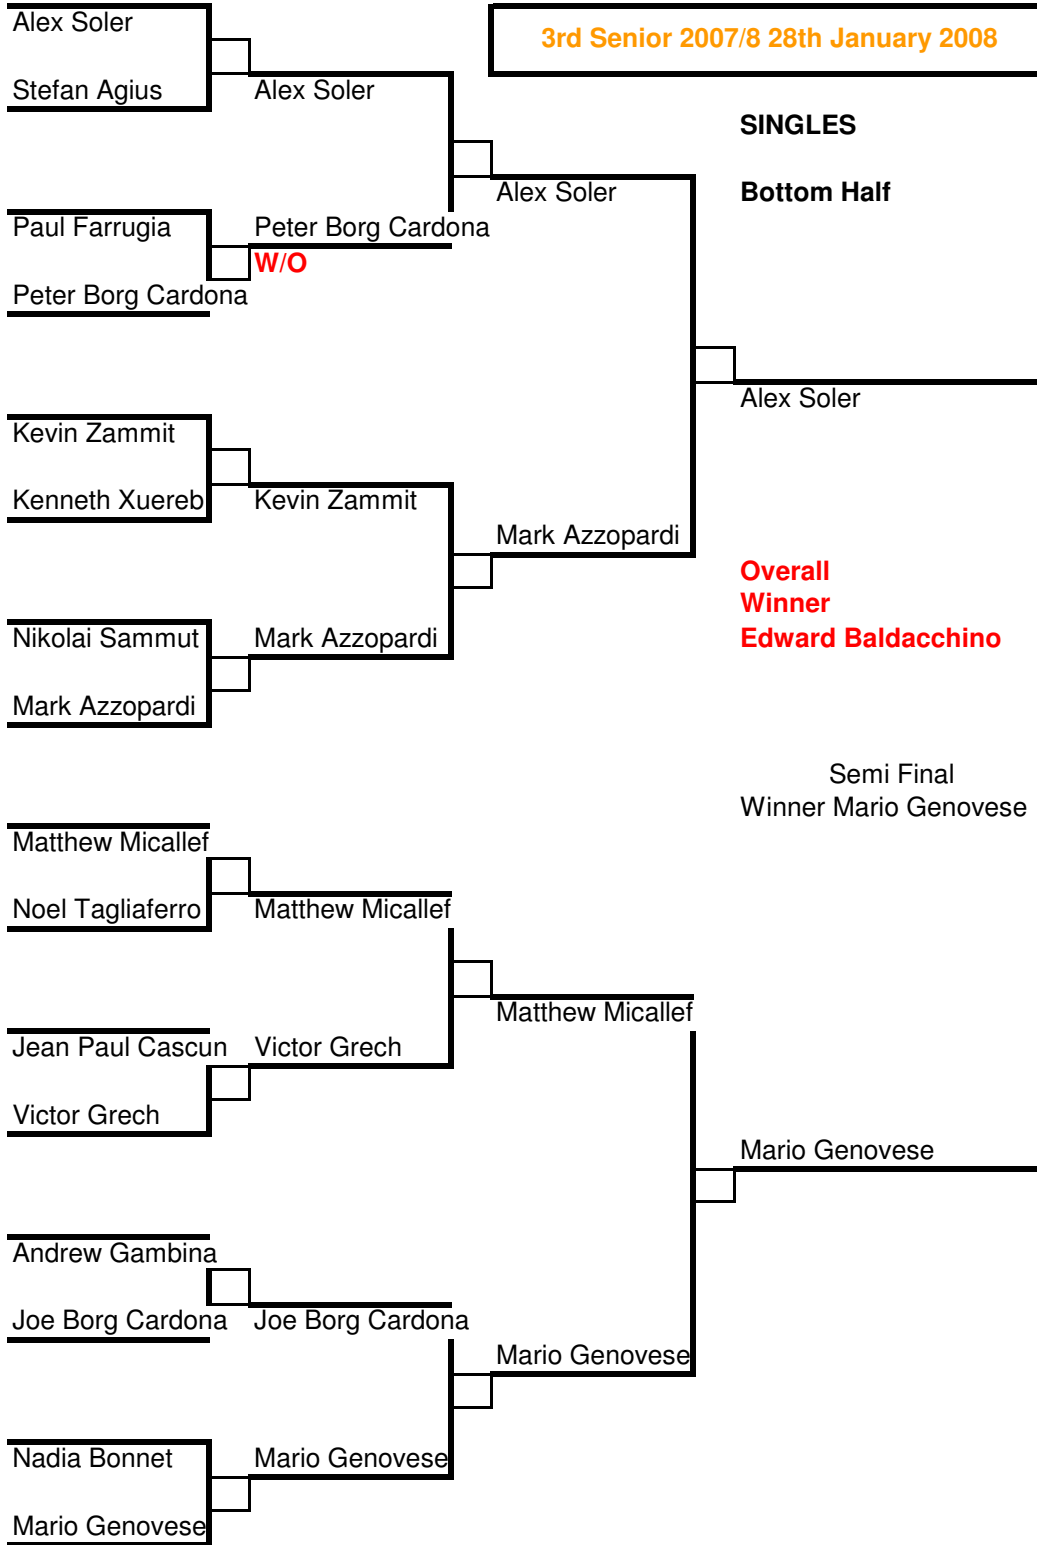 Alex Soler
3rd Senior 2007/8 28th January 2008
Stefan Agius
Alex Soler
SINGLES
Alex Soler
Bottom Half
Paul Farrugia
Peter Borg Cardona
W/O
Peter Borg Cardona
Alex Soler
Kevin Zammit
Kenneth Xuereb
Kevin Zammit
Mark Azzopardi
Overall
Winner
Nikolai Sammut
Mark Azzopardi
Edward Baldacchino
Mark Azzopardi
Semi Final
Winner Mario Genovese
Matthew Micallef
Noel Tagliaferro
Matthew Micallef
Matthew Micallef
Jean Paul Cascun
Victor Grech
Victor Grech
Mario Genovese
Andrew Gambina
Joe Borg Cardona
Joe Borg Cardona
Mario Genovese
Nadia Bonnet
Mario Genovese
Mario Genovese